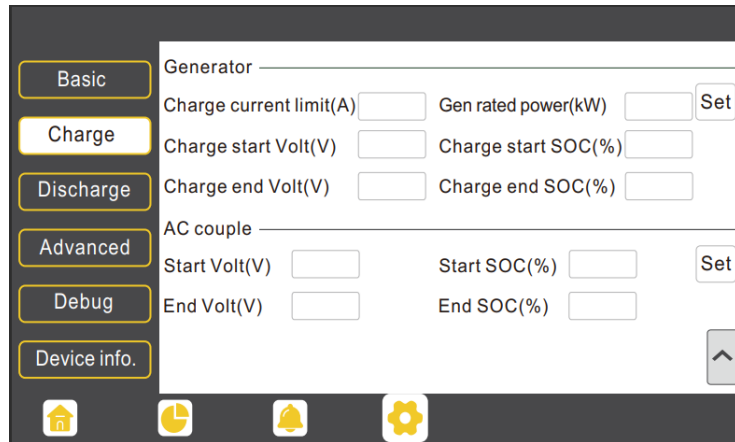 Basic
Charge
Discharge
Advanced
Debug
Device info.
Generator
Charge current limit(A) Gen rated power(kW) Set
Charge start Volt(V) Charge start SOC(%)
Charge end Volt(V) Charge end SOC(%)
AC couple
Start Volt(V) Start SOC(%) Set
End Volt(V) End SOC(%)